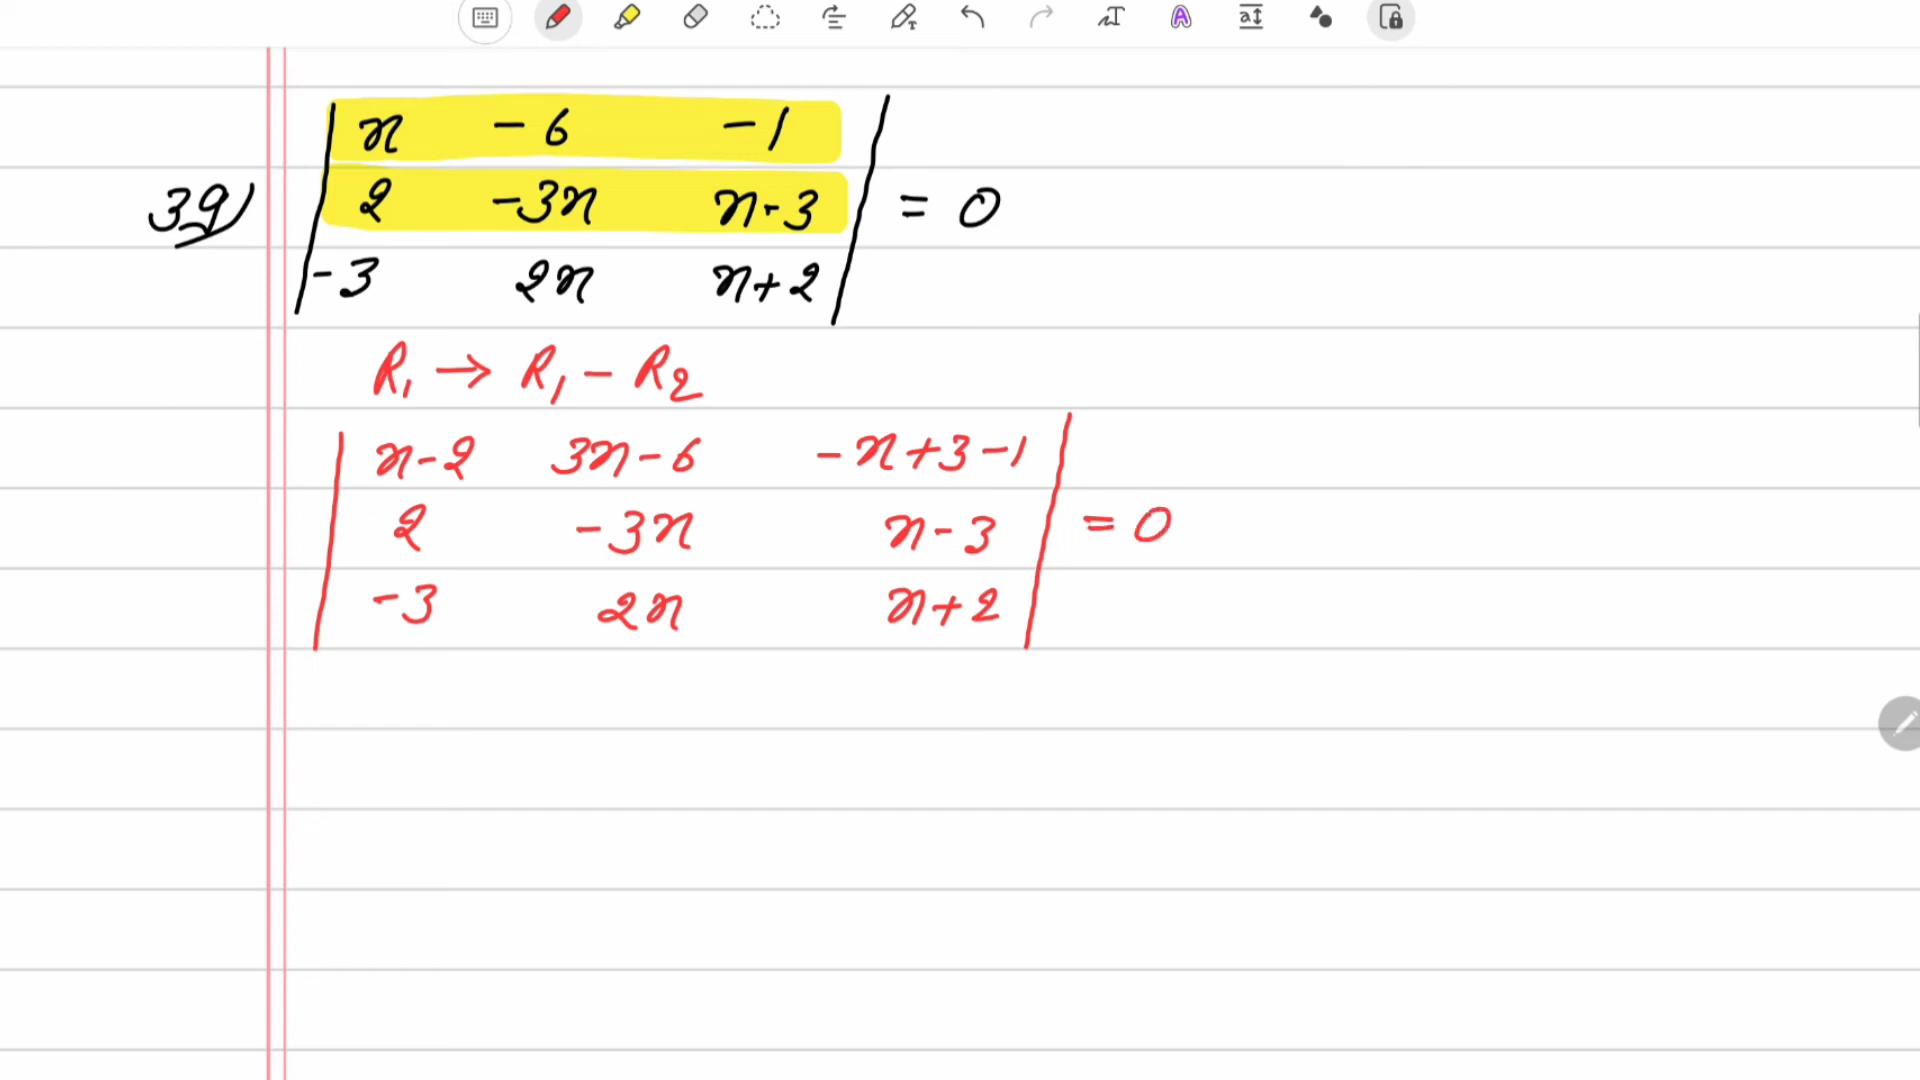 x -6 -1
39) 2 -3x x-3 = 0
-3 2x x+2
R₁ → R₁ - R₂
x-2 3x-6 -x+3-1
2 -3x x-3 = 0
-3 2x x+2